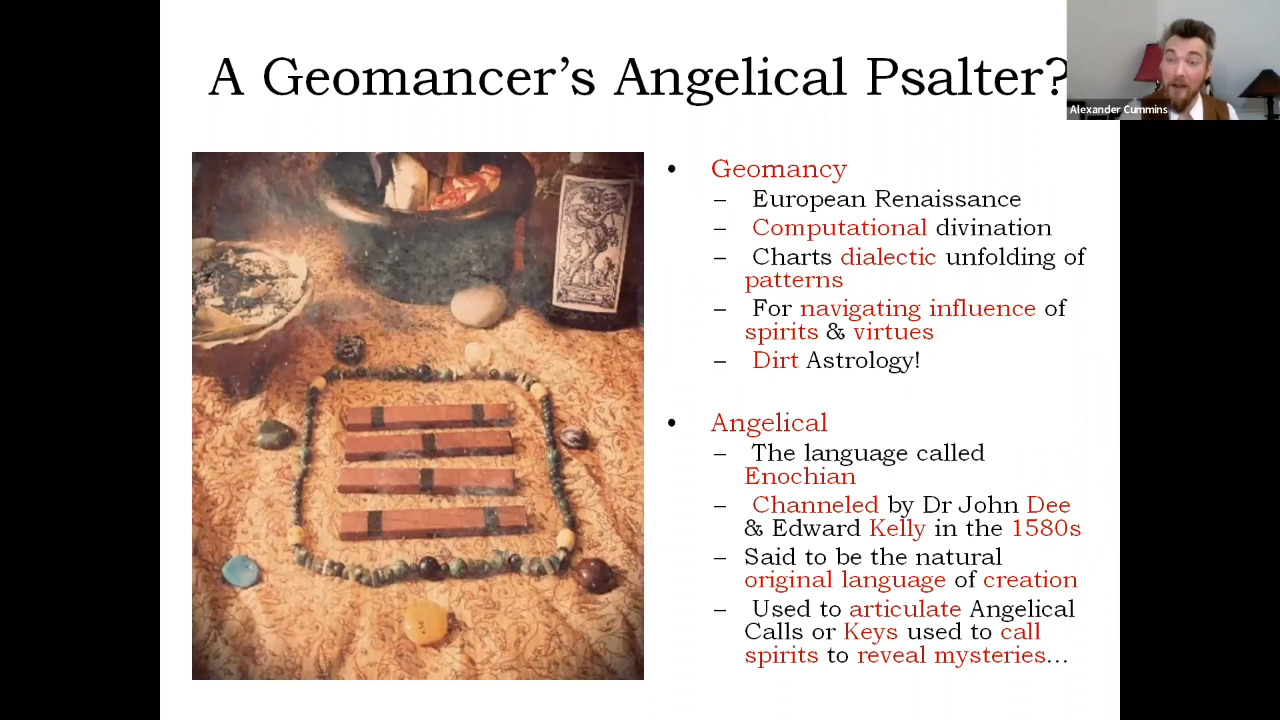 A Geomancer's Angelical Psalter?
Alexander Cummins
• Geomancy
– European Renaissance
– Computational divination
– Charts dialectic unfolding of
patterns
– For navigating influence of
spirits & virtues
– Dirt Astrology!
• Angelical
– The language called
Enochian
– Channeled by Dr John Dee
& Edward Kelly in the 1580s
– Said to be the natural
original language of creation
– Used to articulate Angelical
Calls or Keys used to call
spirits to reveal mysteries...